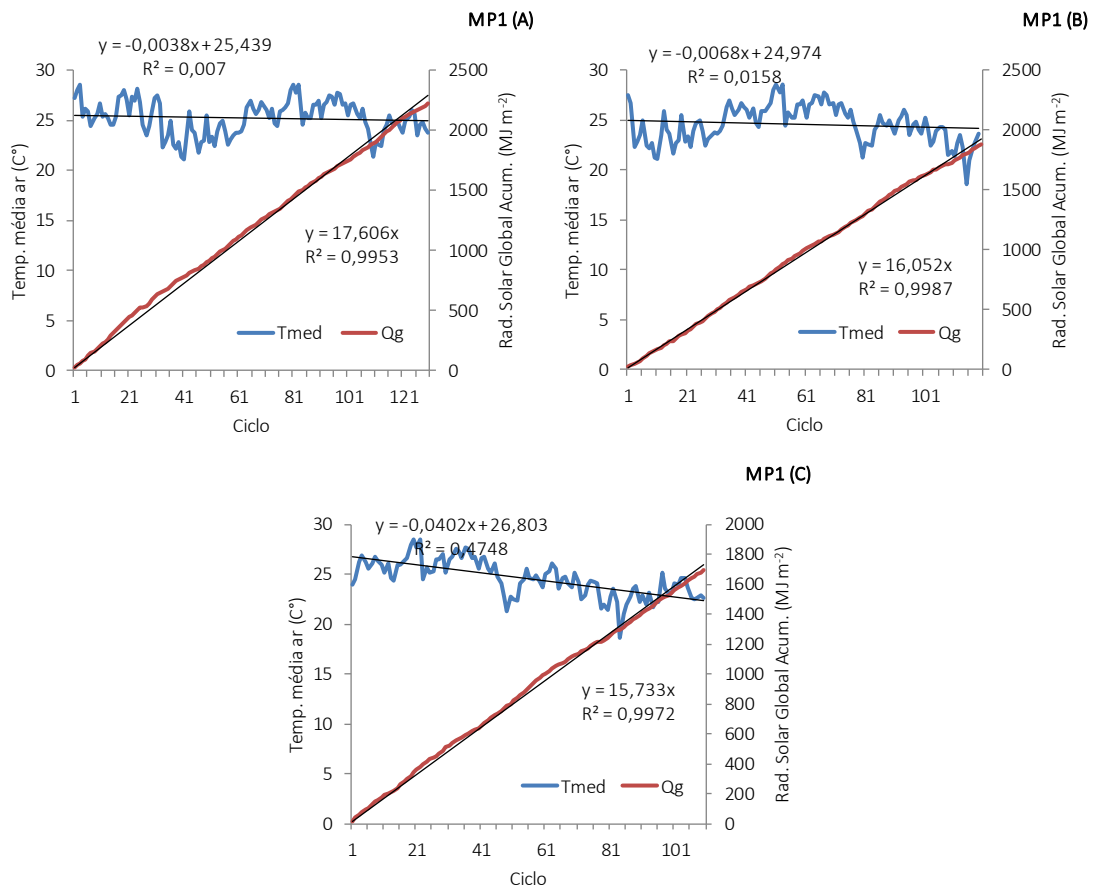 MP1 (A)
y = -0,0038x+25,439
R² = 0,007
30
25
20
15
10
5
0
2500
2000
1500
1000
500
0
Temp. média ar (C°)
Rad. Solar Global Acum. (MJ m⁻²)
y = 17,606x
R² = 0,9953
Tmed Qg
1 21 41 61 81 101 121
Ciclo
MP1 (B)
y = -0,0068x+24,974
R² = 0,0158
30
25
20
15
10
5
0
2500
2000
1500
1000
500
0
Temp. média ar (C°)
Rad. Solar Global Acum. (MJ m⁻²)
y = 16,052x
R² = 0,9987
Tmed Qg
1 21 41 61 81 101
Ciclo
MP1 (C)
y = -0,0402x+26,803
R² = 0,4748
30
25
20
15
10
5
0
2000
1800
1600
1400
1200
1000
800
600
400
200
0
Temp. média ar (C°)
Rad. Solar Global Acum. (MJ m⁻²)
y = 15,733x
R² = 0,9972
Tmed Qg
1 21 41 61 81 101
Ciclo